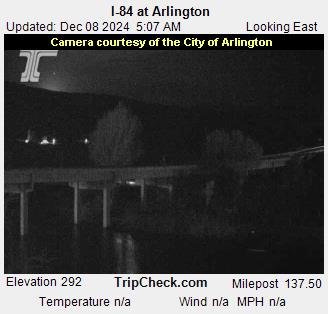 I-84 at Arlington
Updated: Dec 08 2024 5:07 AM Looking East
Camera courtesy of the City of Arlington
Elevation 292 TripCheck.com Milepost 137.50
Temperature n/a Wind n/a MPH n/a